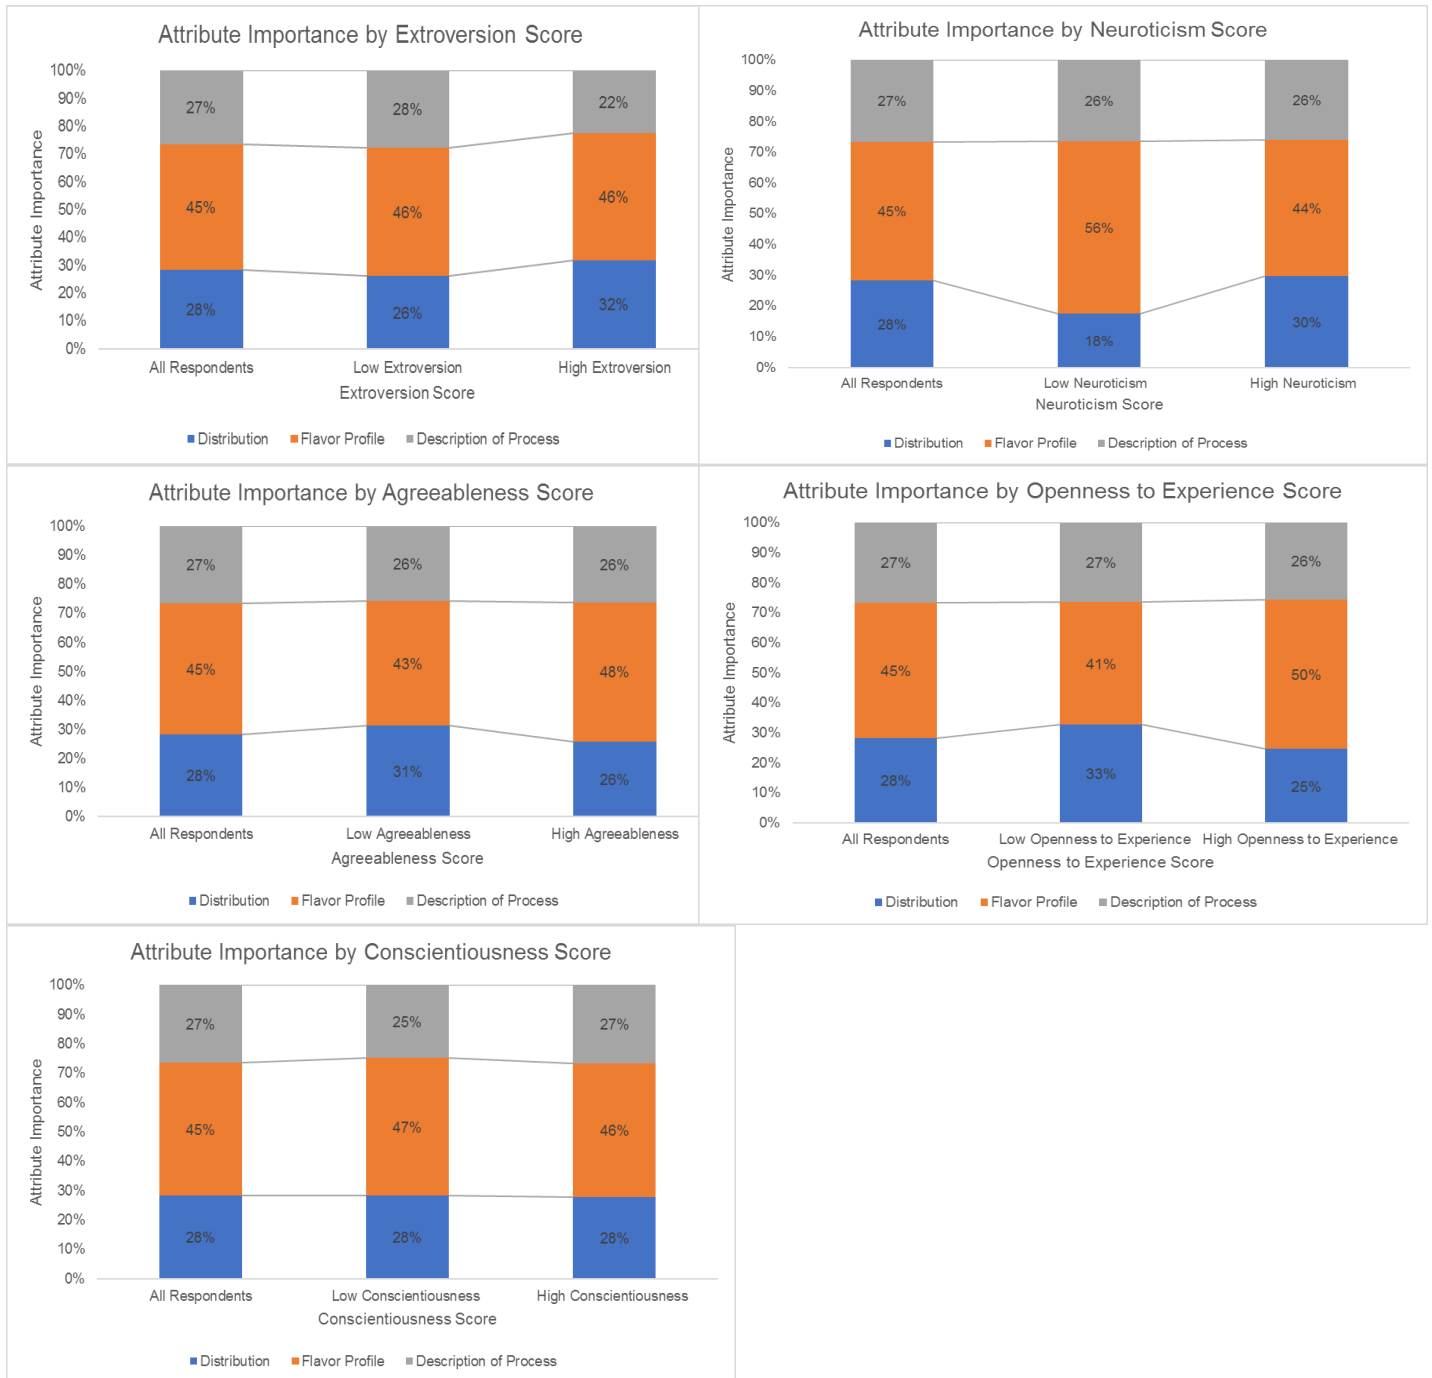 Attribute Importance by Extroversion Score
Attribute Importance
100%
90%
80%
70%
60%
50%
40%
30%
20%
10%
0%
27% 28% 22%
45% 46% 46%
28% 26% 32%
All Respondents Low Extroversion High Extroversion
Extroversion Score
Distribution Flavor Profile Description of Process
Attribute Importance by Neuroticism Score
Attribute Importance
100%
90%
80%
70%
60%
50%
40%
30%
20%
10%
0%
27% 26% 26%
45% 56% 44%
28% 18% 30%
All Respondents Low Neuroticism High Neuroticism
Neuroticism Score
Distribution Flavor Profile Description of Process
Attribute Importance by Agreeableness Score
Attribute Importance
100%
90%
80%
70%
60%
50%
40%
30%
20%
10%
0%
27% 26% 26%
45% 43% 48%
28% 31% 26%
All Respondents Low Agreeableness High Agreeableness
Agreeableness Score
Distribution Flavor Profile Description of Process
Attribute Importance by Openness to Experience Score
Attribute Importance
100%
90%
80%
70%
60%
50%
40%
30%
20%
10%
0%
27% 27% 26%
45% 41% 50%
28% 33% 25%
All Respondents Low Openness to Experience High Openness to Experience
Openness to Experience Score
Distribution Flavor Profile Description of Process
Attribute Importance by Conscientiousness Score
Attribute Importance
100%
90%
80%
70%
60%
50%
40%
30%
20%
10%
0%
27% 25% 27%
45% 47% 46%
28% 28% 28%
All Respondents Low Conscientiousness High Conscientiousness
Conscientiousness Score
Distribution Flavor Profile Description of Process